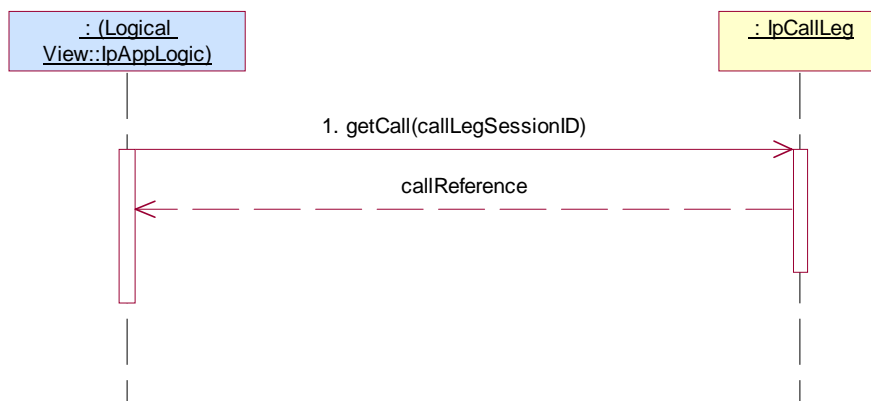 : (Logical
View::IpAppLogic)
: IpCallLeg
1. getCall(callLegSessionID)
callReference